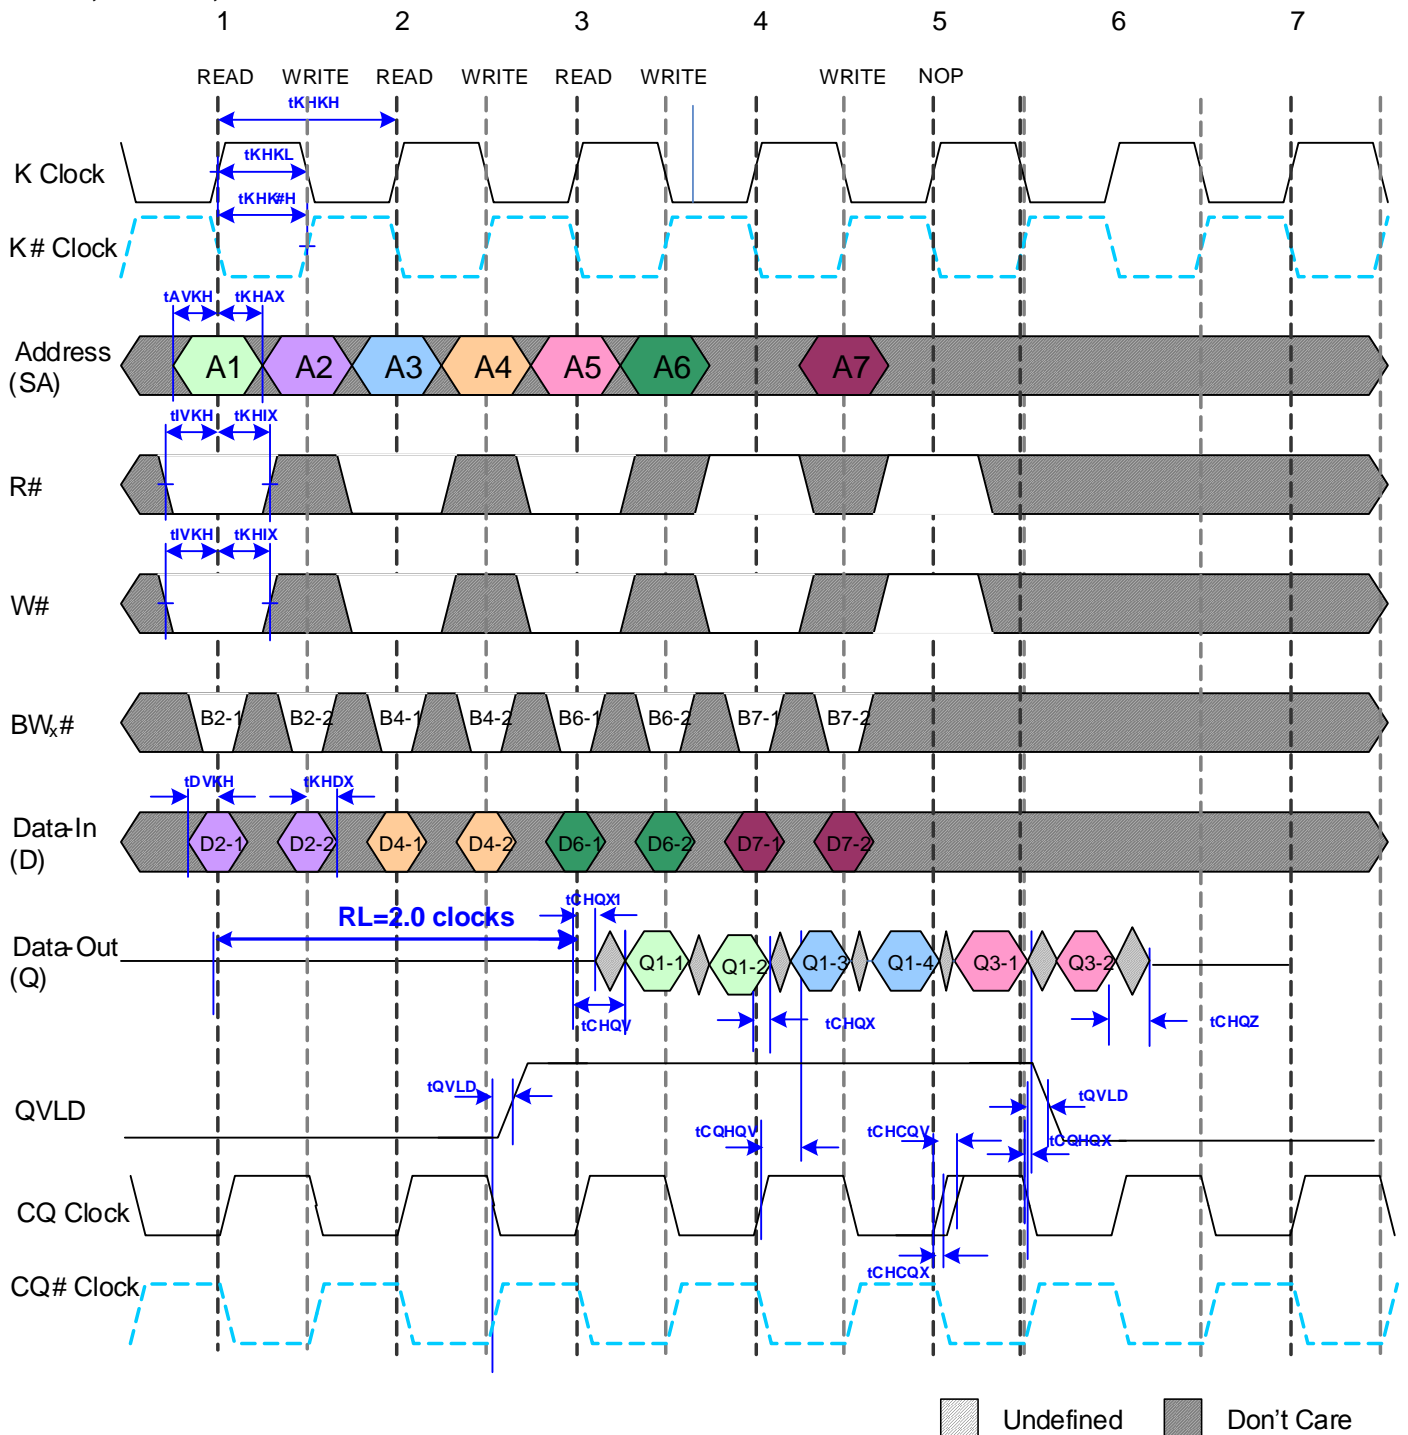 1 2 3 4 5 6 7
READ WRITE READ WRITE READ WRITE WRITE NOP
tKHKH
K Clock
tKHKL
tKHK#H
K# Clock
tAVKH tKHAX
Address
(SA)
A1 A2 A3 A4 A5 A6 A7
tIVKH tKHIX
R#
tIVKH tKHIX
W#
BWx#
B2-1 B2-2 B4-1 B4-2 B6-1 B6-2 B7-1 B7-2
tDVKH tKHDX
Data-In
(D)
D2-1 D2-2 D4-1 D4-2 D6-1 D6-2 D7-1 D7-2
tCHQX1
RL=2.0 clocks
Data-Out
(Q)
Q1-1 Q1-2 Q1-3 Q1-4 Q3-1 Q3-2
tCHQV tCHQX tCHQZ
QVLD
tQVLD tQVLD
tCQHQV tCHCQV tCQHQX
CQ Clock
tCHCQX
CQ# Clock
Undefined Don't Care